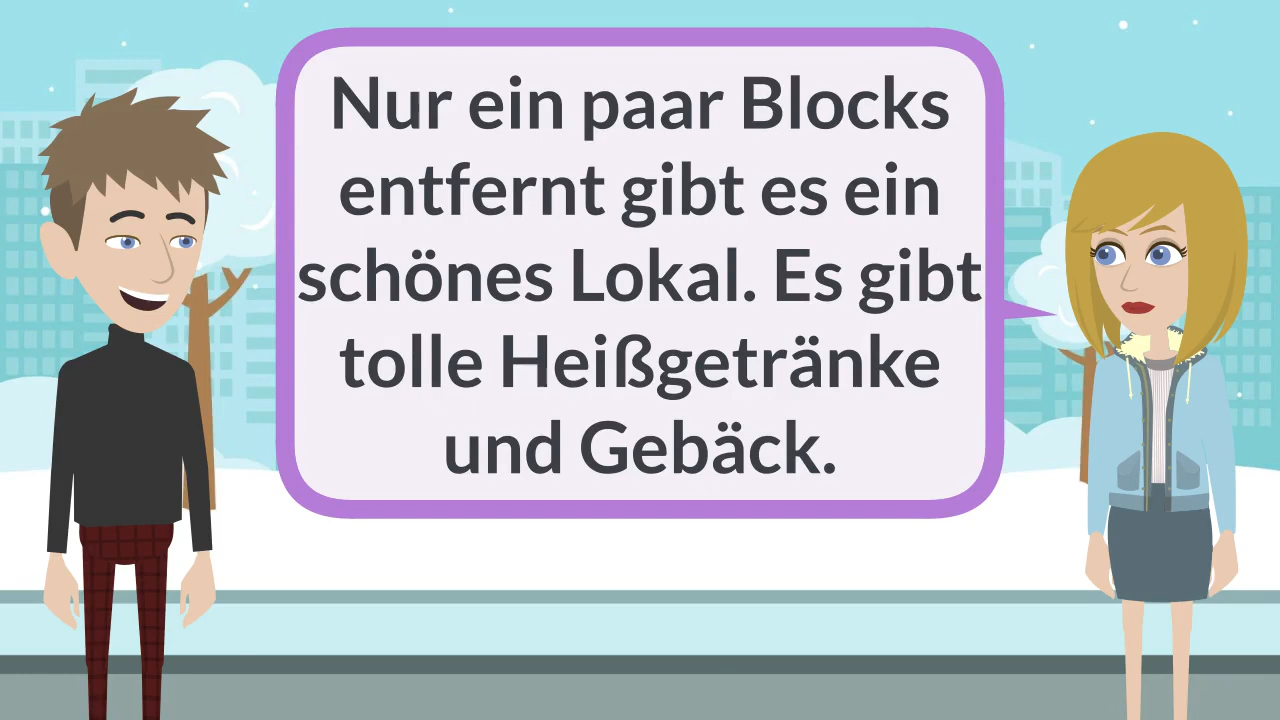 Nur ein paar Blocks
entfernt gibt es ein
schönes Lokal. Es gibt
tolle Heißgetränke
und Gebäck.